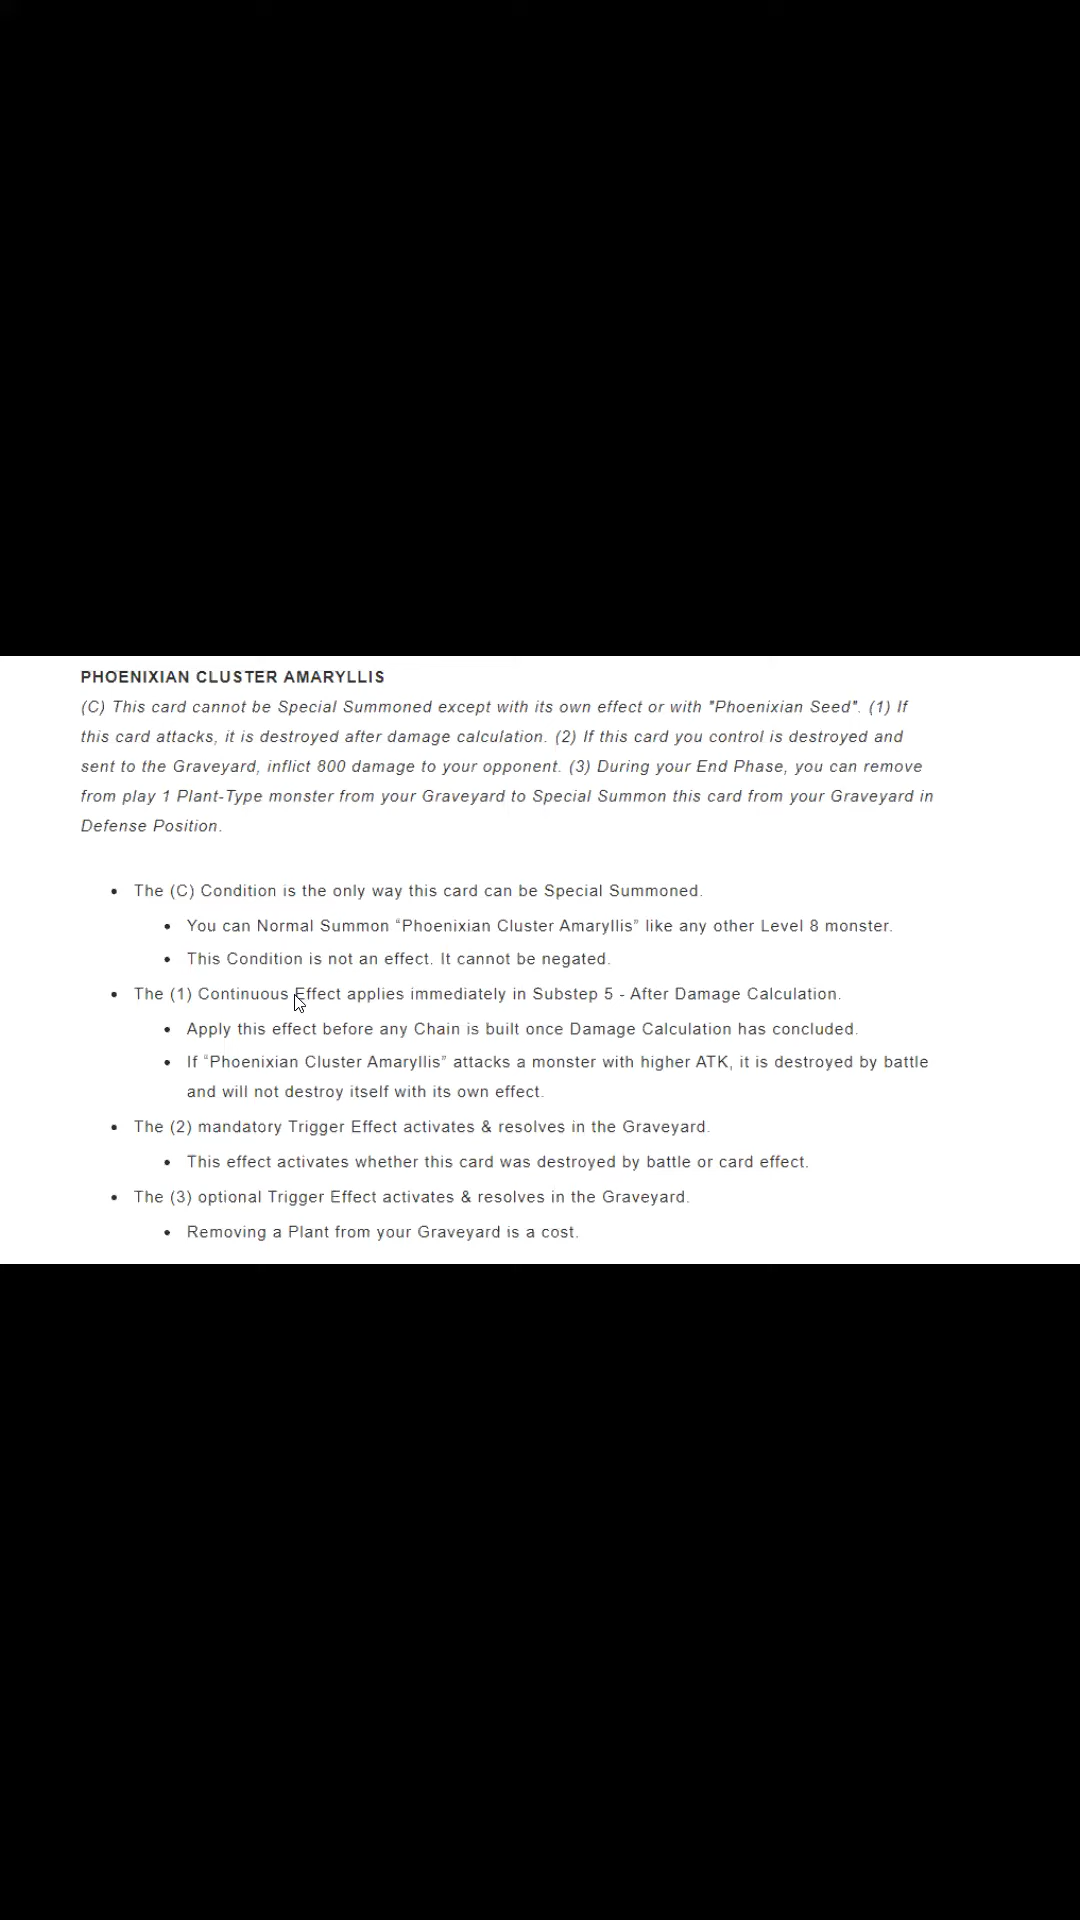 PHOENIXIAN CLUSTER AMARYLLIS
(C) This card cannot be Special Summoned except with its own effect or with "Phoenixian Seed". (1) If
this card attacks, it is destroyed after damage calculation. (2) If this card you control is destroyed and
sent to the Graveyard, inflict 800 damage to your opponent. (3) During your End Phase, you can remove
from play 1 Plant-Type monster from your Graveyard to Special Summon this card from your Graveyard in
Defense Position.
• The (C) Condition is the only way this card can be Special Summoned.
• You can Normal Summon “Phoenixian Cluster Amaryllis” like any other Level 8 monster.
• This Condition is not an effect. It cannot be negated.
• The (1) Continuous Effect applies immediately in Substep 5 - After Damage Calculation.
• Apply this effect before any Chain is built once Damage Calculation has concluded.
• If “Phoenixian Cluster Amaryllis” attacks a monster with higher ATK, it is destroyed by battle
and will not destroy itself with its own effect.
• The (2) mandatory Trigger Effect activates & resolves in the Graveyard.
• This effect activates whether this card was destroyed by battle or card effect.
• The (3) optional Trigger Effect activates & resolves in the Graveyard.
• Removing a Plant from your Graveyard is a cost.